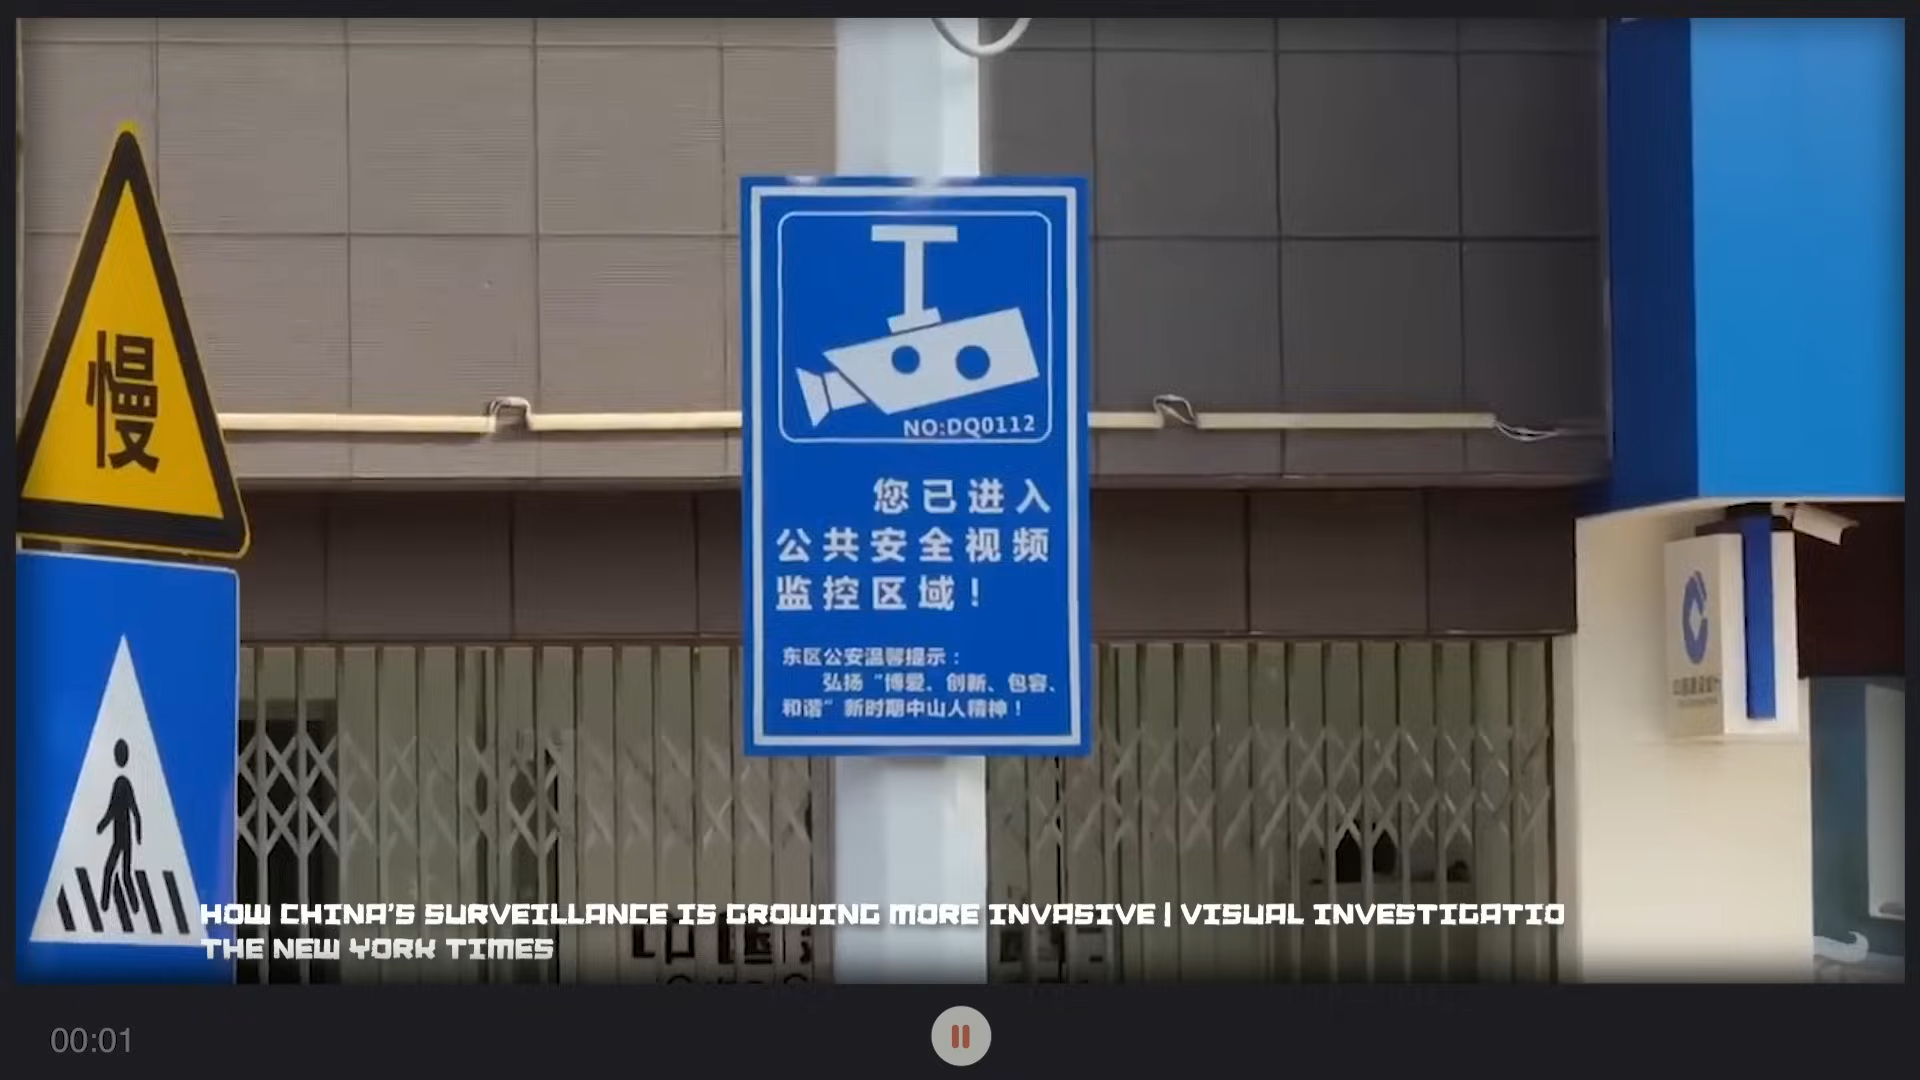 慢
NO:DQ0112
您已进入
公共安全视频
监控区域！
东区公安温馨提示：
弘扬“博爱、创新、包容、
和谐”新时期中山人精神！
HOW CHINA'S SURVEILLANCE IS GROWING MORE INVASIVE | VISUAL INVESTIGATIO
THE NEW YORK TIMES
00:01